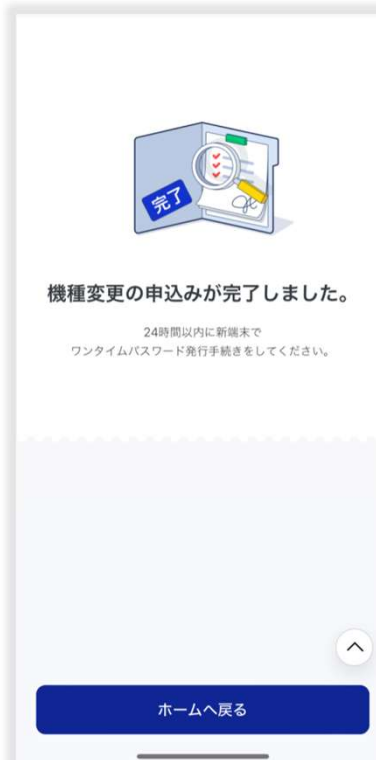 完了
機種変更の申込みが完了しました。
24時間以内に新端末で
ワンタイムパスワード発行手続きをしてください。
ホームへ戻る